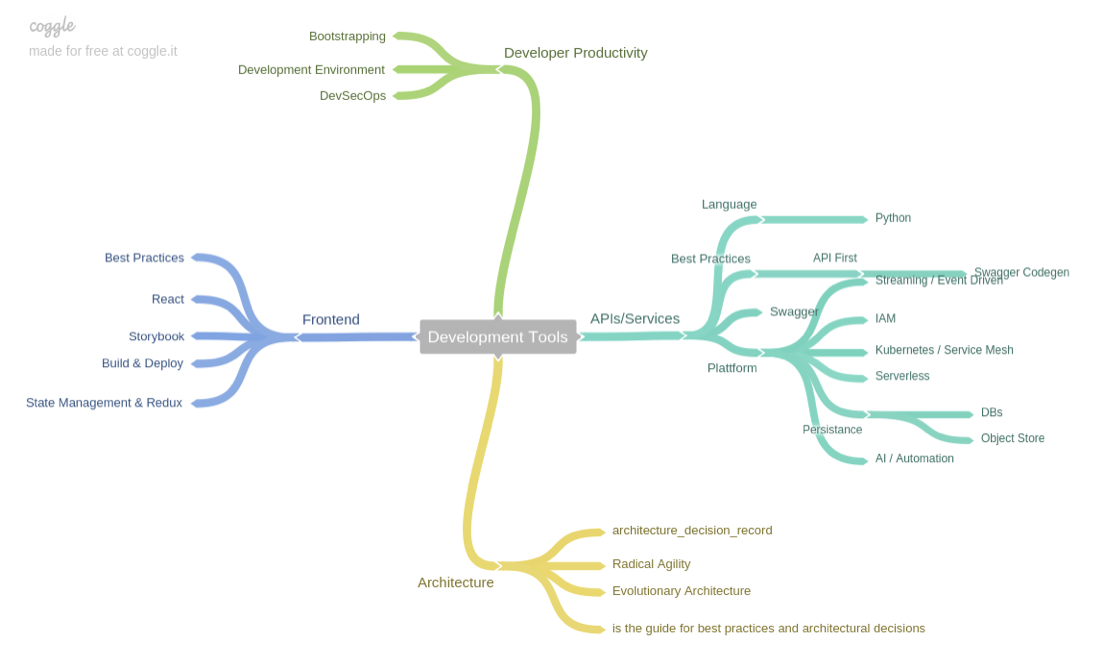 coggle
made for free at coggle.it
Bootstrapping
Development Environment
DevSecOps
Developer Productivity
Best Practices
React
Storybook
Build & Deploy
State Management & Redux
Frontend
Development Tools
APIs/Services
Language
Python
Best Practices
API First
Swagger Codegen
Swagger
Plattform
Streaming / Event Driven
IAM
Kubernetes / Service Mesh
Serverless
Persistance
DBs
Object Store
AI / Automation
Architecture
architecture_decision_record
Radical Agility
Evolutionary Architecture
is the guide for best practices and architectural decisions